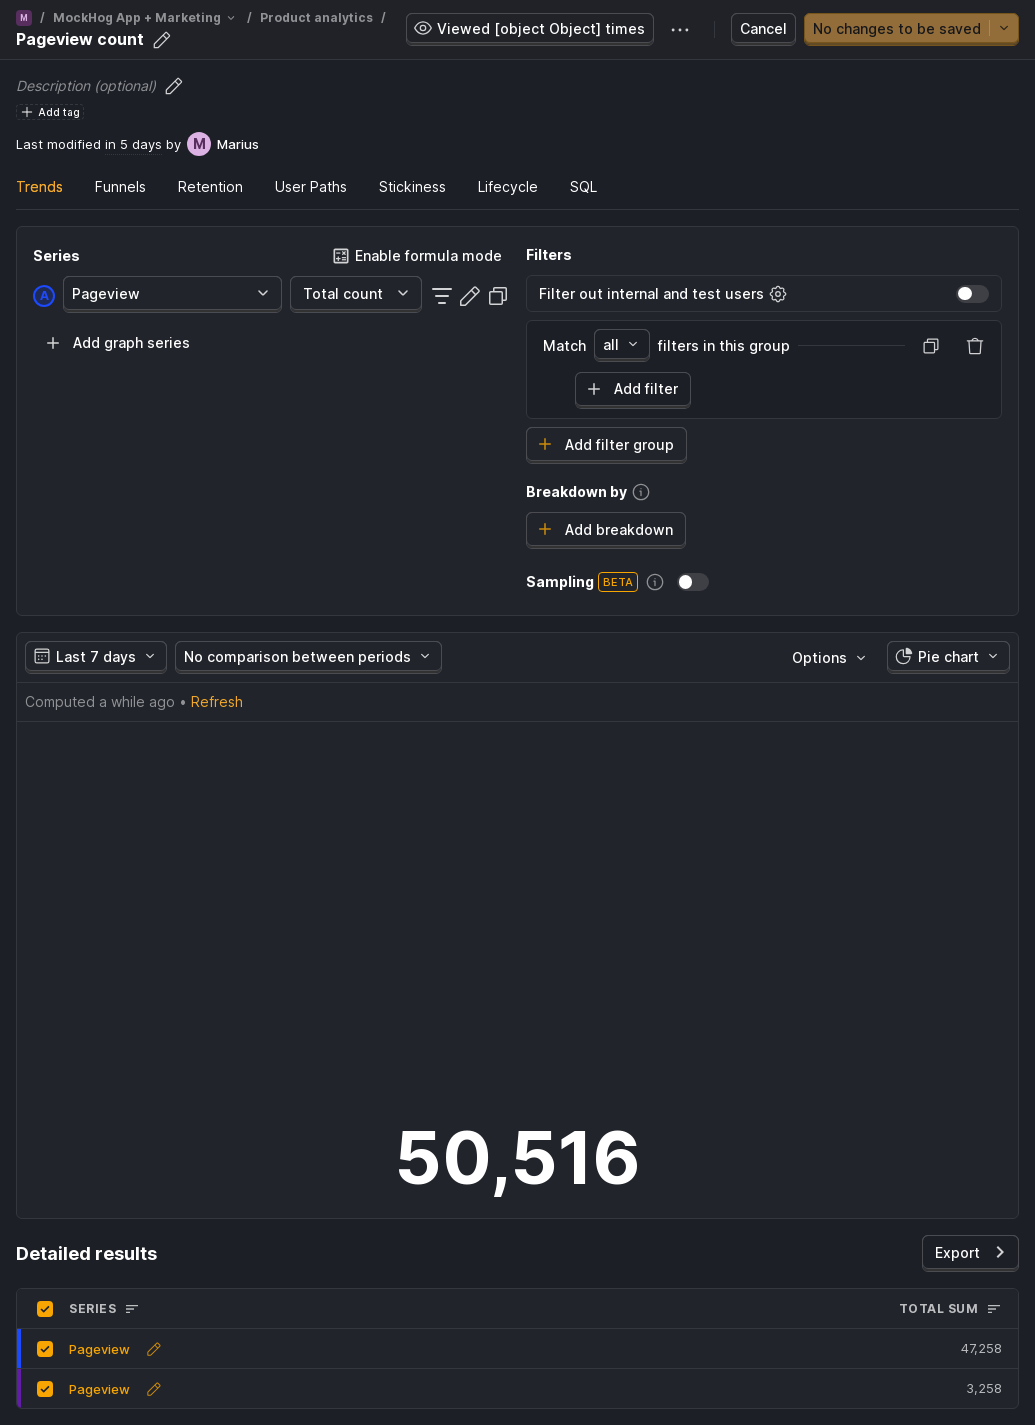 M / MockHog App + Marketing / Product analytics /
Pageview count
Viewed [object Object] times
Cancel
No changes to be saved
Description (optional)
Add tag
Last modified in 5 days by M Marius
Trends Funnels Retention User Paths Stickiness Lifecycle SQL
Series
Enable formula mode
A Pageview Total count
Add graph series
Filters
Filter out internal and test users
Match all filters in this group
Add filter
Add filter group
Breakdown by
Add breakdown
Sampling BETA
Last 7 days No comparison between periods Options Pie chart
Computed a while ago • Refresh
50,516
Detailed results
Export
SERIES TOTAL SUM
Pageview 47,258
Pageview 3,258